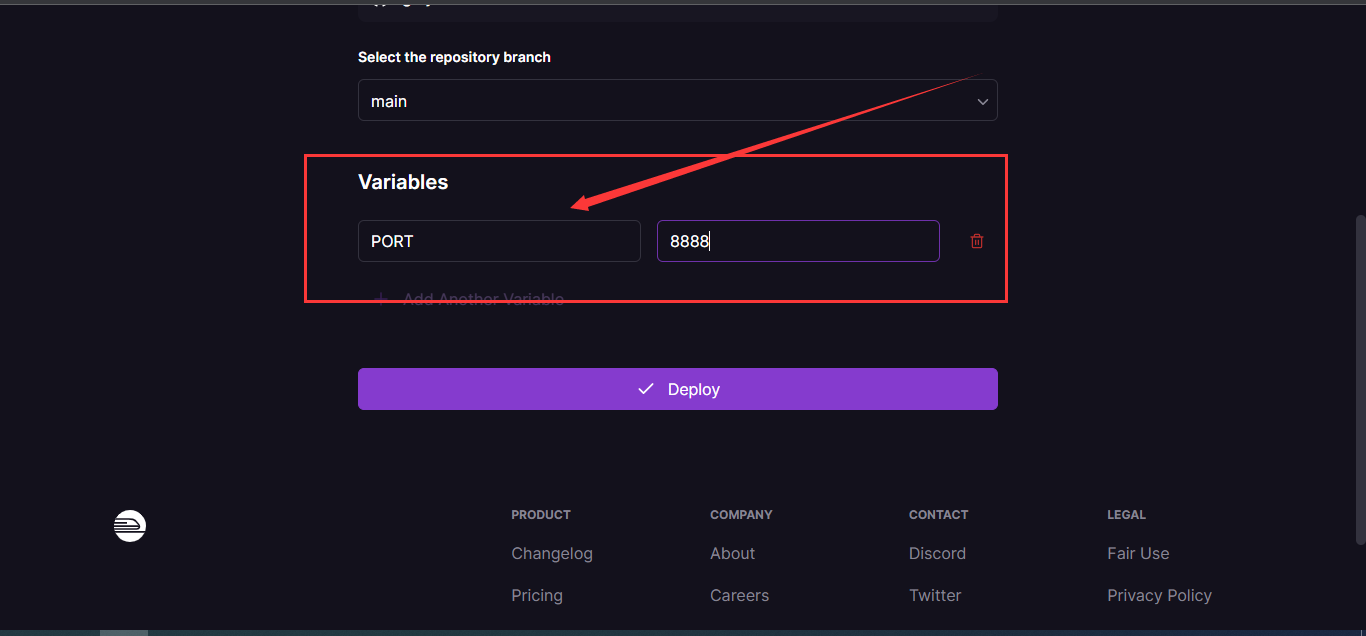 Select the repository branch
main
Variables
PORT 8888
Add Another Variable
Deploy
PRODUCT COMPANY CONTACT LEGAL
Changelog About Discord Fair Use
Pricing Careers Twitter Privacy Policy